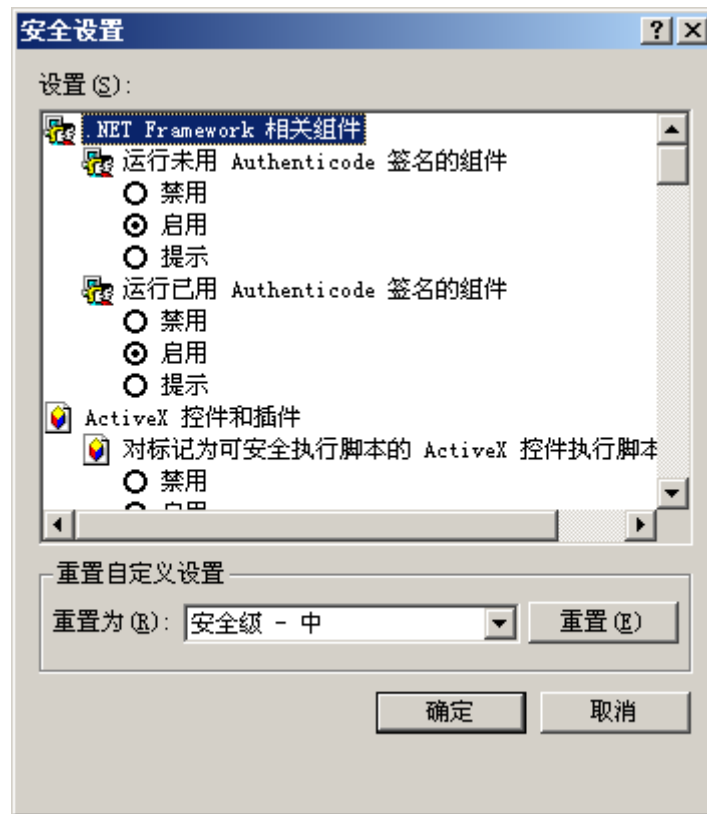 安全设置
设置(S):
.NET Framework 相关组件
运行未用 Authenticode 签名的组件
禁用
启用
提示
运行已用 Authenticode 签名的组件
禁用
启用
提示
ActiveX 控件和插件
对标记为可安全执行脚本的 ActiveX 控件执行脚本
禁用
重置自定义设置
重置为(R): 安全级 - 中 重置(E)
确定 取消